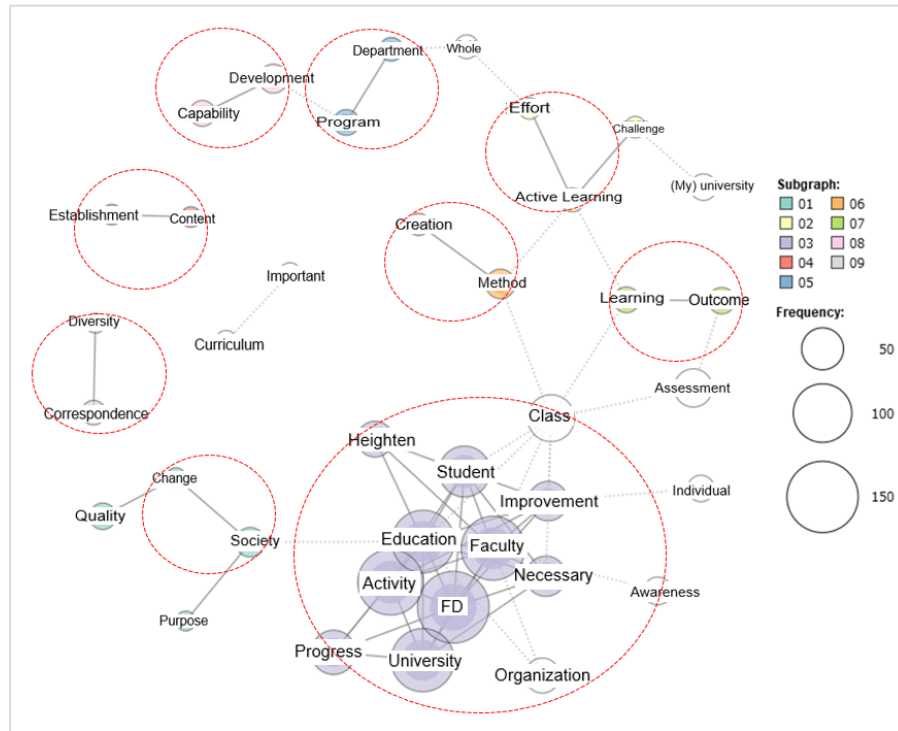 Department
Whole
Development
Capability
Program
Effort
Challenge
(My) university
Active Learning
Establishment
Content
Creation
Important
Method
Learning
Outcome
Diversity
Curriculum
Correspondence
Assessment
Class
Heighten
Student
Change
Improvement
Individual
Quality
Society
Education
Faculty
Activity
Necessary
FD
Awareness
Purpose
Progress
University
Organization
Subgraph:
01
06
02
07
03
08
04
09
05
Frequency:
50
100
150